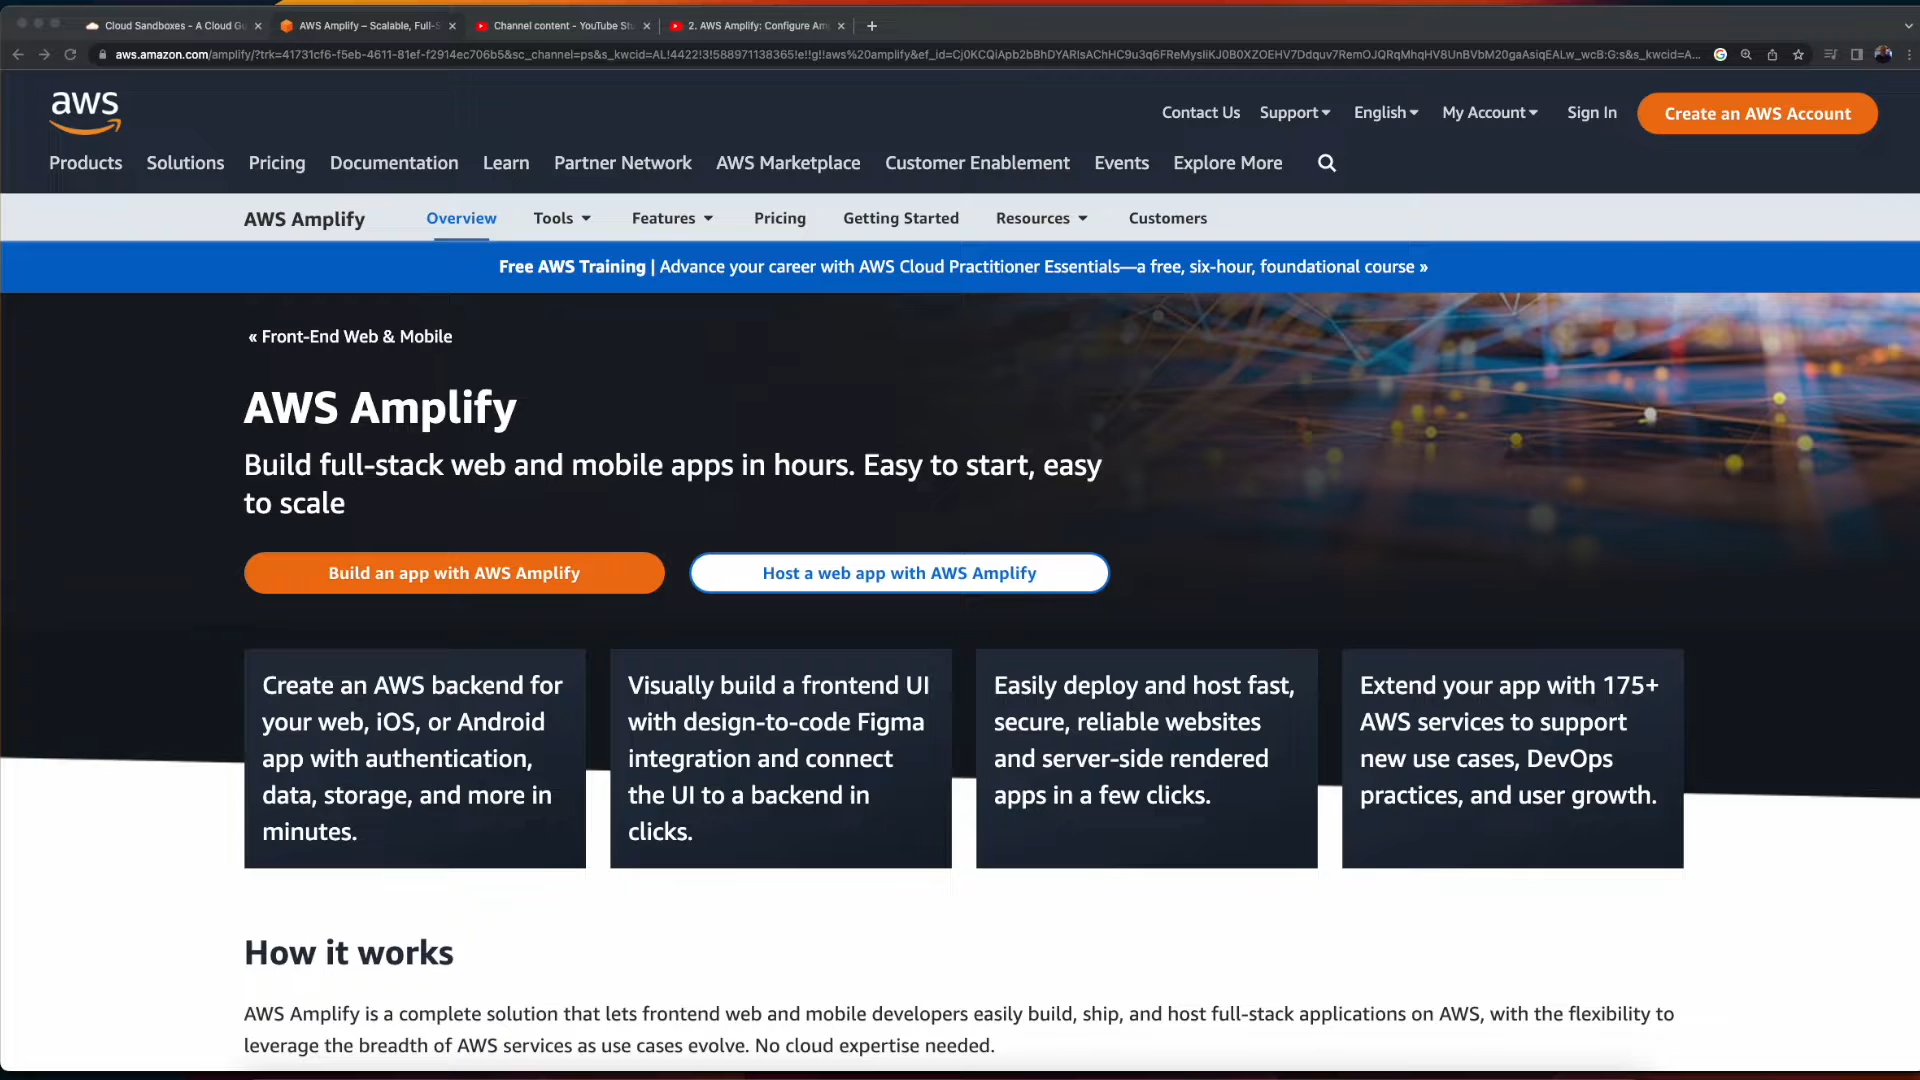 Cloud Sandboxes - A Cloud Gu
AWS Amplify – Scalable, Full-S
Channel content - YouTube Stu
2. AWS Amplify: Configure Am
aws.amazon.com/amplify/?trk=41731cf6-f5eb-4611-81ef-f2914ec706b5&sc_channel=ps&s_kwcid=AL!4422!3!588971138365!e!!g!!aws%20amplify&ef_id=
aws
Contact Us
Support
English
My Account
Sign In
Create an AWS Account
Products
Solutions
Pricing
Documentation
Learn
Partner Network
AWS Marketplace
Customer Enablement
Events
Explore More
AWS Amplify
Overview
Tools
Features
Pricing
Getting Started
Resources
Customers
Free AWS Training | Advance your career with AWS Cloud Practitioner Essentials—a free, six-hour, foundational course »
« Front-End Web & Mobile
AWS Amplify
Build full-stack web and mobile apps in hours. Easy to start, easy
to scale
Build an app with AWS Amplify
Host a web app with AWS Amplify
Create an AWS backend for
your web, iOS, or Android
app with authentication,
data, storage, and more in
minutes.
Visually build a frontend UI
with design-to-code Figma
integration and connect
the UI to a backend in
clicks.
Easily deploy and host fast,
secure, reliable websites
and server-side rendered
apps in a few clicks.
Extend your app with 175+
AWS services to support
new use cases, DevOps
practices, and user growth.
How it works
AWS Amplify is a complete solution that lets frontend web and mobile developers easily build, ship, and host full-stack applications on AWS, with the flexibility to
leverage the breadth of AWS services as use cases evolve. No cloud expertise needed.